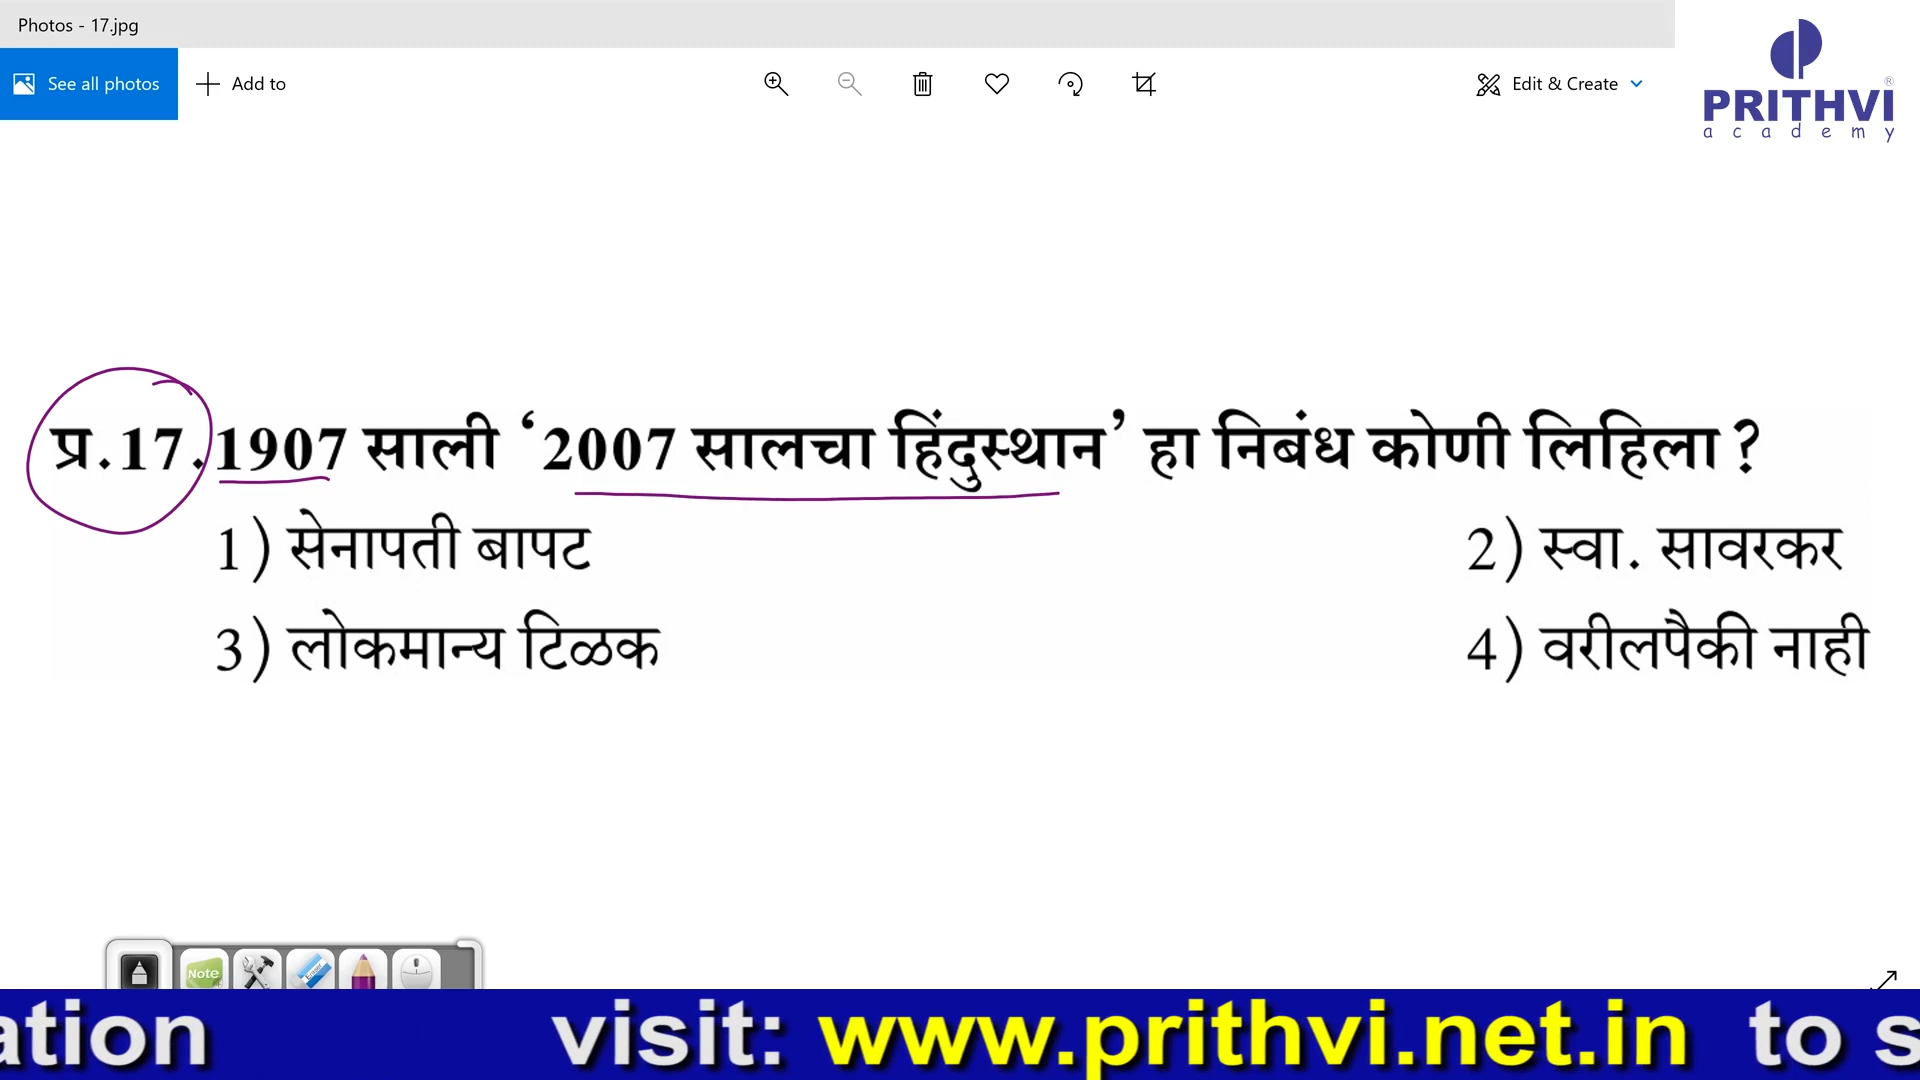 Photos - 17.jpg
See all photos
Add to
Edit & Create
PRITHVI ®
academy
प्र.17. 1907 साली ‘2007 सालचा हिंदुस्थान’ हा निबंध कोणी लिहिला ?
1) सेनापती बापट 2) स्वा. सावरकर
3) लोकमान्य टिळक 4) वरीलपैकी नाही
Note
Eraser
ation visit: www.prithvi.net.in to s